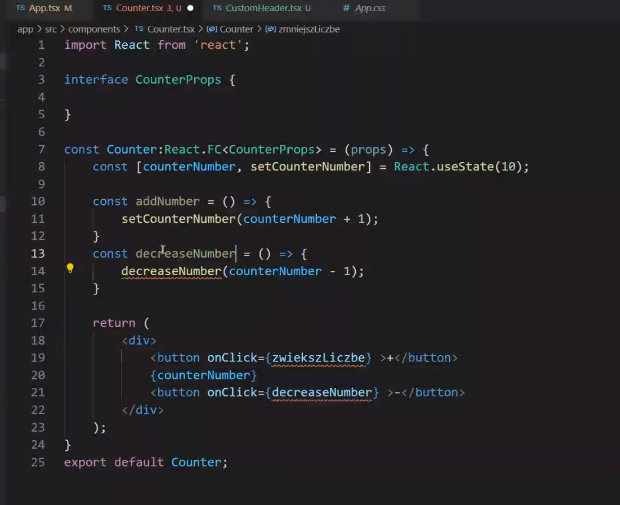 App.tsx M Counter.tsx 3, U CustomHeader.tsx U # App.css
app > src > components > Counter.tsx > Counter > zmniejszLiczbe
1 import React from 'react';
2
3 interface CounterProps {
4
5 }
6
7 const Counter:React.FC<CounterProps> = (props) => {
8 const [counterNumber, setCounterNumber] = React.useState(10);
9
10 const addNumber = () => {
11 setCounterNumber(counterNumber + 1);
12 }
13 const decreaseNumber = () => {
14 decreaseNumber(counterNumber - 1);
15 }
16
17 return (
18 <div>
19 <button onClick={zwiekszLiczbe} >+</button>
20 {counterNumber}
21 <button onClick={decreaseNumber} >-</button>
22 </div>
23 );
24 }
25 export default Counter;